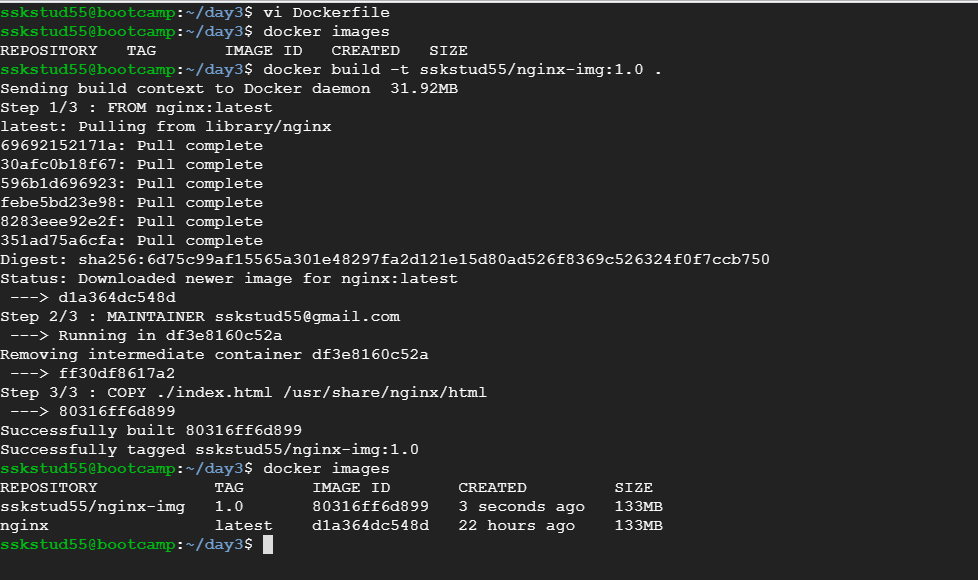 sskstud55@bootcamp:~/day3$ vi Dockerfile
sskstud55@bootcamp:~/day3$ docker images
REPOSITORY   TAG       IMAGE ID   CREATED   SIZE
sskstud55@bootcamp:~/day3$ docker build -t sskstud55/nginx-img:1.0 .
Sending build context to Docker daemon  31.92MB
Step 1/3 : FROM nginx:latest
latest: Pulling from library/nginx
69692152171a: Pull complete
30afc0b18f67: Pull complete
596b1d696923: Pull complete
febe5bd23e98: Pull complete
8283eee92e2f: Pull complete
351ad75a6cfa: Pull complete
Digest: sha256:6d75c99af15565a301e48297fa2d121e15d80ad526f8369c526324f0f7ccb750
Status: Downloaded newer image for nginx:latest
 ---> d1a364dc548d
Step 2/3 : MAINTAINER sskstud55@gmail.com
 ---> Running in df3e8160c52a
Removing intermediate container df3e8160c52a
 ---> ff30df8617a2
Step 3/3 : COPY ./index.html /usr/share/nginx/html
 ---> 80316ff6d899
Successfully built 80316ff6d899
Successfully tagged sskstud55/nginx-img:1.0
sskstud55@bootcamp:~/day3$ docker images
REPOSITORY            TAG       IMAGE ID       CREATED         SIZE
sskstud55/nginx-img   1.0       80316ff6d899   3 seconds ago   133MB
nginx                 latest    d1a364dc548d   22 hours ago    133MB
sskstud55@bootcamp:~/day3$